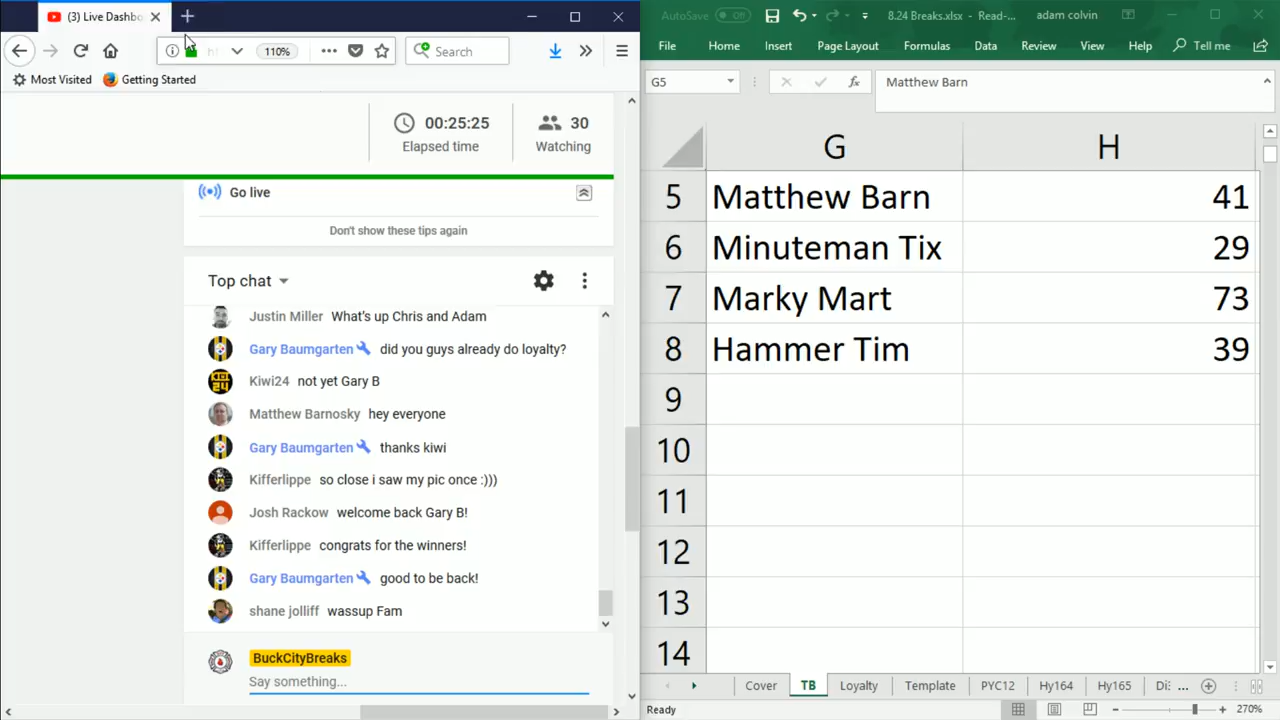 (3) Live Dashbo
110%
Search
Most Visited
Getting Started
00:25:25
Elapsed time
30
Watching
Go live
Don't show these tips again
Top chat
Justin Miller What's up Chris and Adam
Gary Baumgarten did you guys already do loyalty?
Kiwi24 not yet Gary B
Matthew Barnosky hey everyone
Gary Baumgarten thanks kiwi
Kifferlippe so close i saw my pic once :)))
Josh Rackow welcome back Gary B!
Kifferlippe congrats for the winners!
Gary Baumgarten good to be back!
shane jolliff wassup Fam
BuckCityBreaks
Say something...
AutoSave Off 8.24 Breaks.xlsx - Read-... adam colvin
File Home Insert Page Layout Formulas Data Review View Help Tell me
G5 fx Matthew Barn
G H
5 Matthew Barn 41
6 Minuteman Tix 29
7 Marky Mart 73
8 Hammer Tim 39
9
10
11
12
13
14
Cover TB Loyalty Template PYC12 Hy164 Hy165 Di ...
Ready 270%